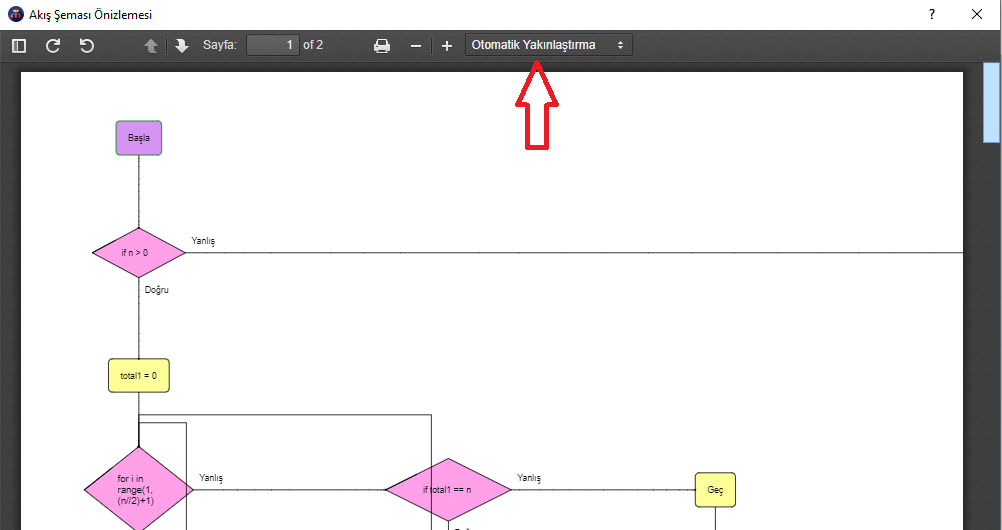 Akış Şeması Önizlemesi
?
Sayfa: 1 of 2
Otomatik Yakınlaştırma
Başla
if n > 0
Yanlış
Doğru
total1 = 0
for i in
range(1,
(n//2)+1)
Yanlış
if total1 == n
Yanlış
Geç